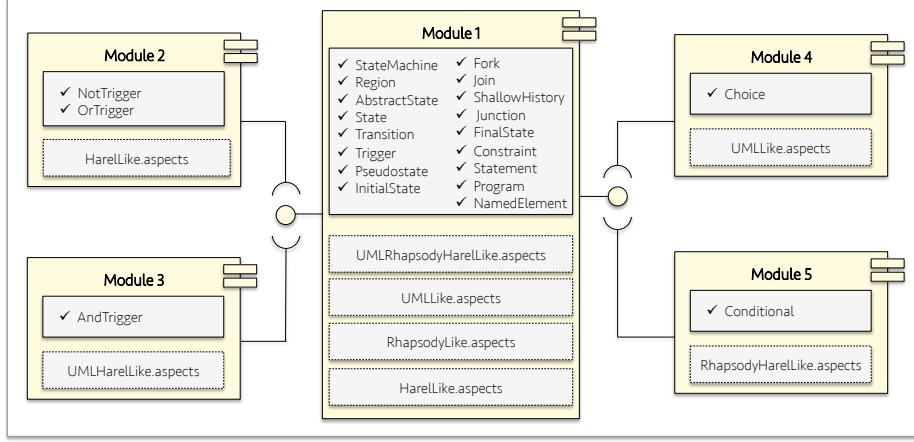 Module 2
✓ NotTrigger
✓ OrTrigger
HarelLike.aspects
Module 3
✓ AndTrigger
UMLHarelLike.aspects
Module 1
✓ StateMachine
✓ Region
✓ AbstractState
✓ State
✓ Transition
✓ Trigger
✓ Pseudostate
✓ InitialState
✓ Fork
✓ Join
✓ ShallowHistory
✓ Junction
✓ FinalState
✓ Constraint
✓ Statement
✓ Program
✓ NamedElement
UMLRhapsodyHarelLike.aspects
UMLLike.aspects
RhapsodyLike.aspects
HarelLike.aspects
Module 4
✓ Choice
UMLLike.aspects
Module 5
✓ Conditional
RhapsodyHarelLike.aspects